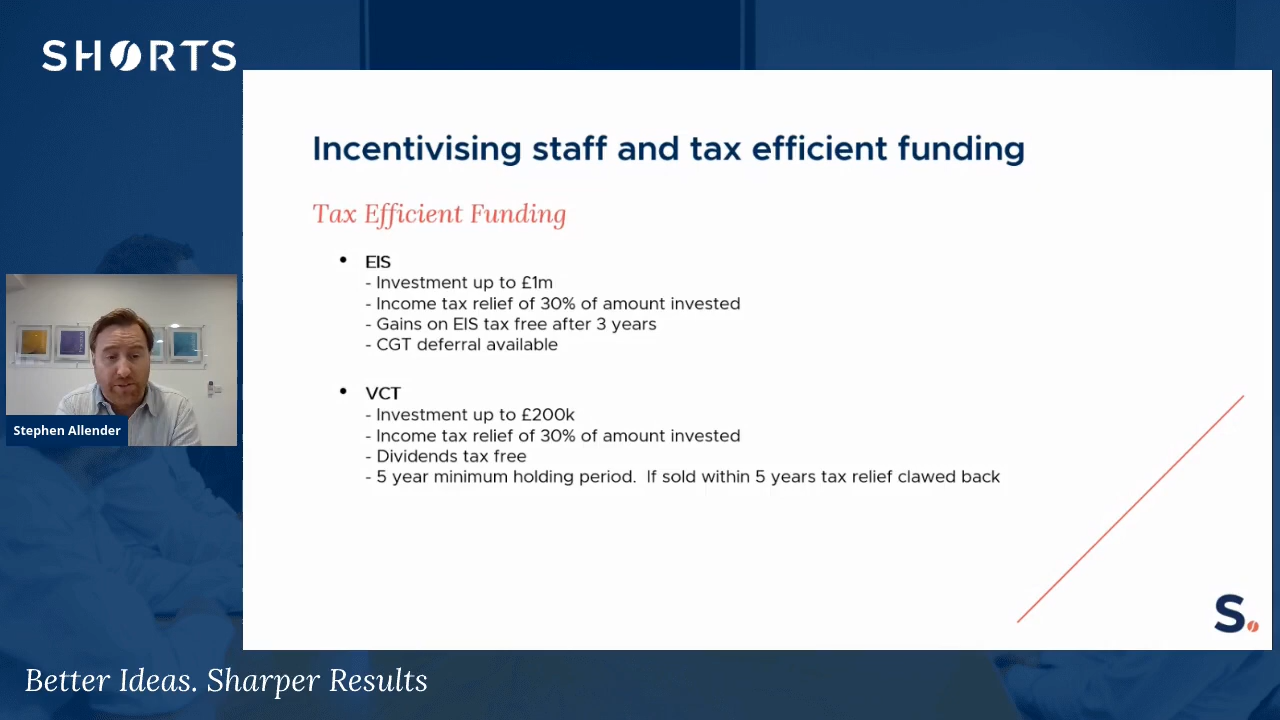 SHORTS
Incentivising staff and tax efficient funding
Tax Efficient Funding
• EIS
- Investment up to £1m
- Income tax relief of 30% of amount invested
- Gains on EIS tax free after 3 years
- CGT deferral available
• VCT
- Investment up to £200k
- Income tax relief of 30% of amount invested
- Dividends tax free
- 5 year minimum holding period. If sold within 5 years tax relief clawed back
Stephen Allender
S.
Better Ideas. Sharper Results